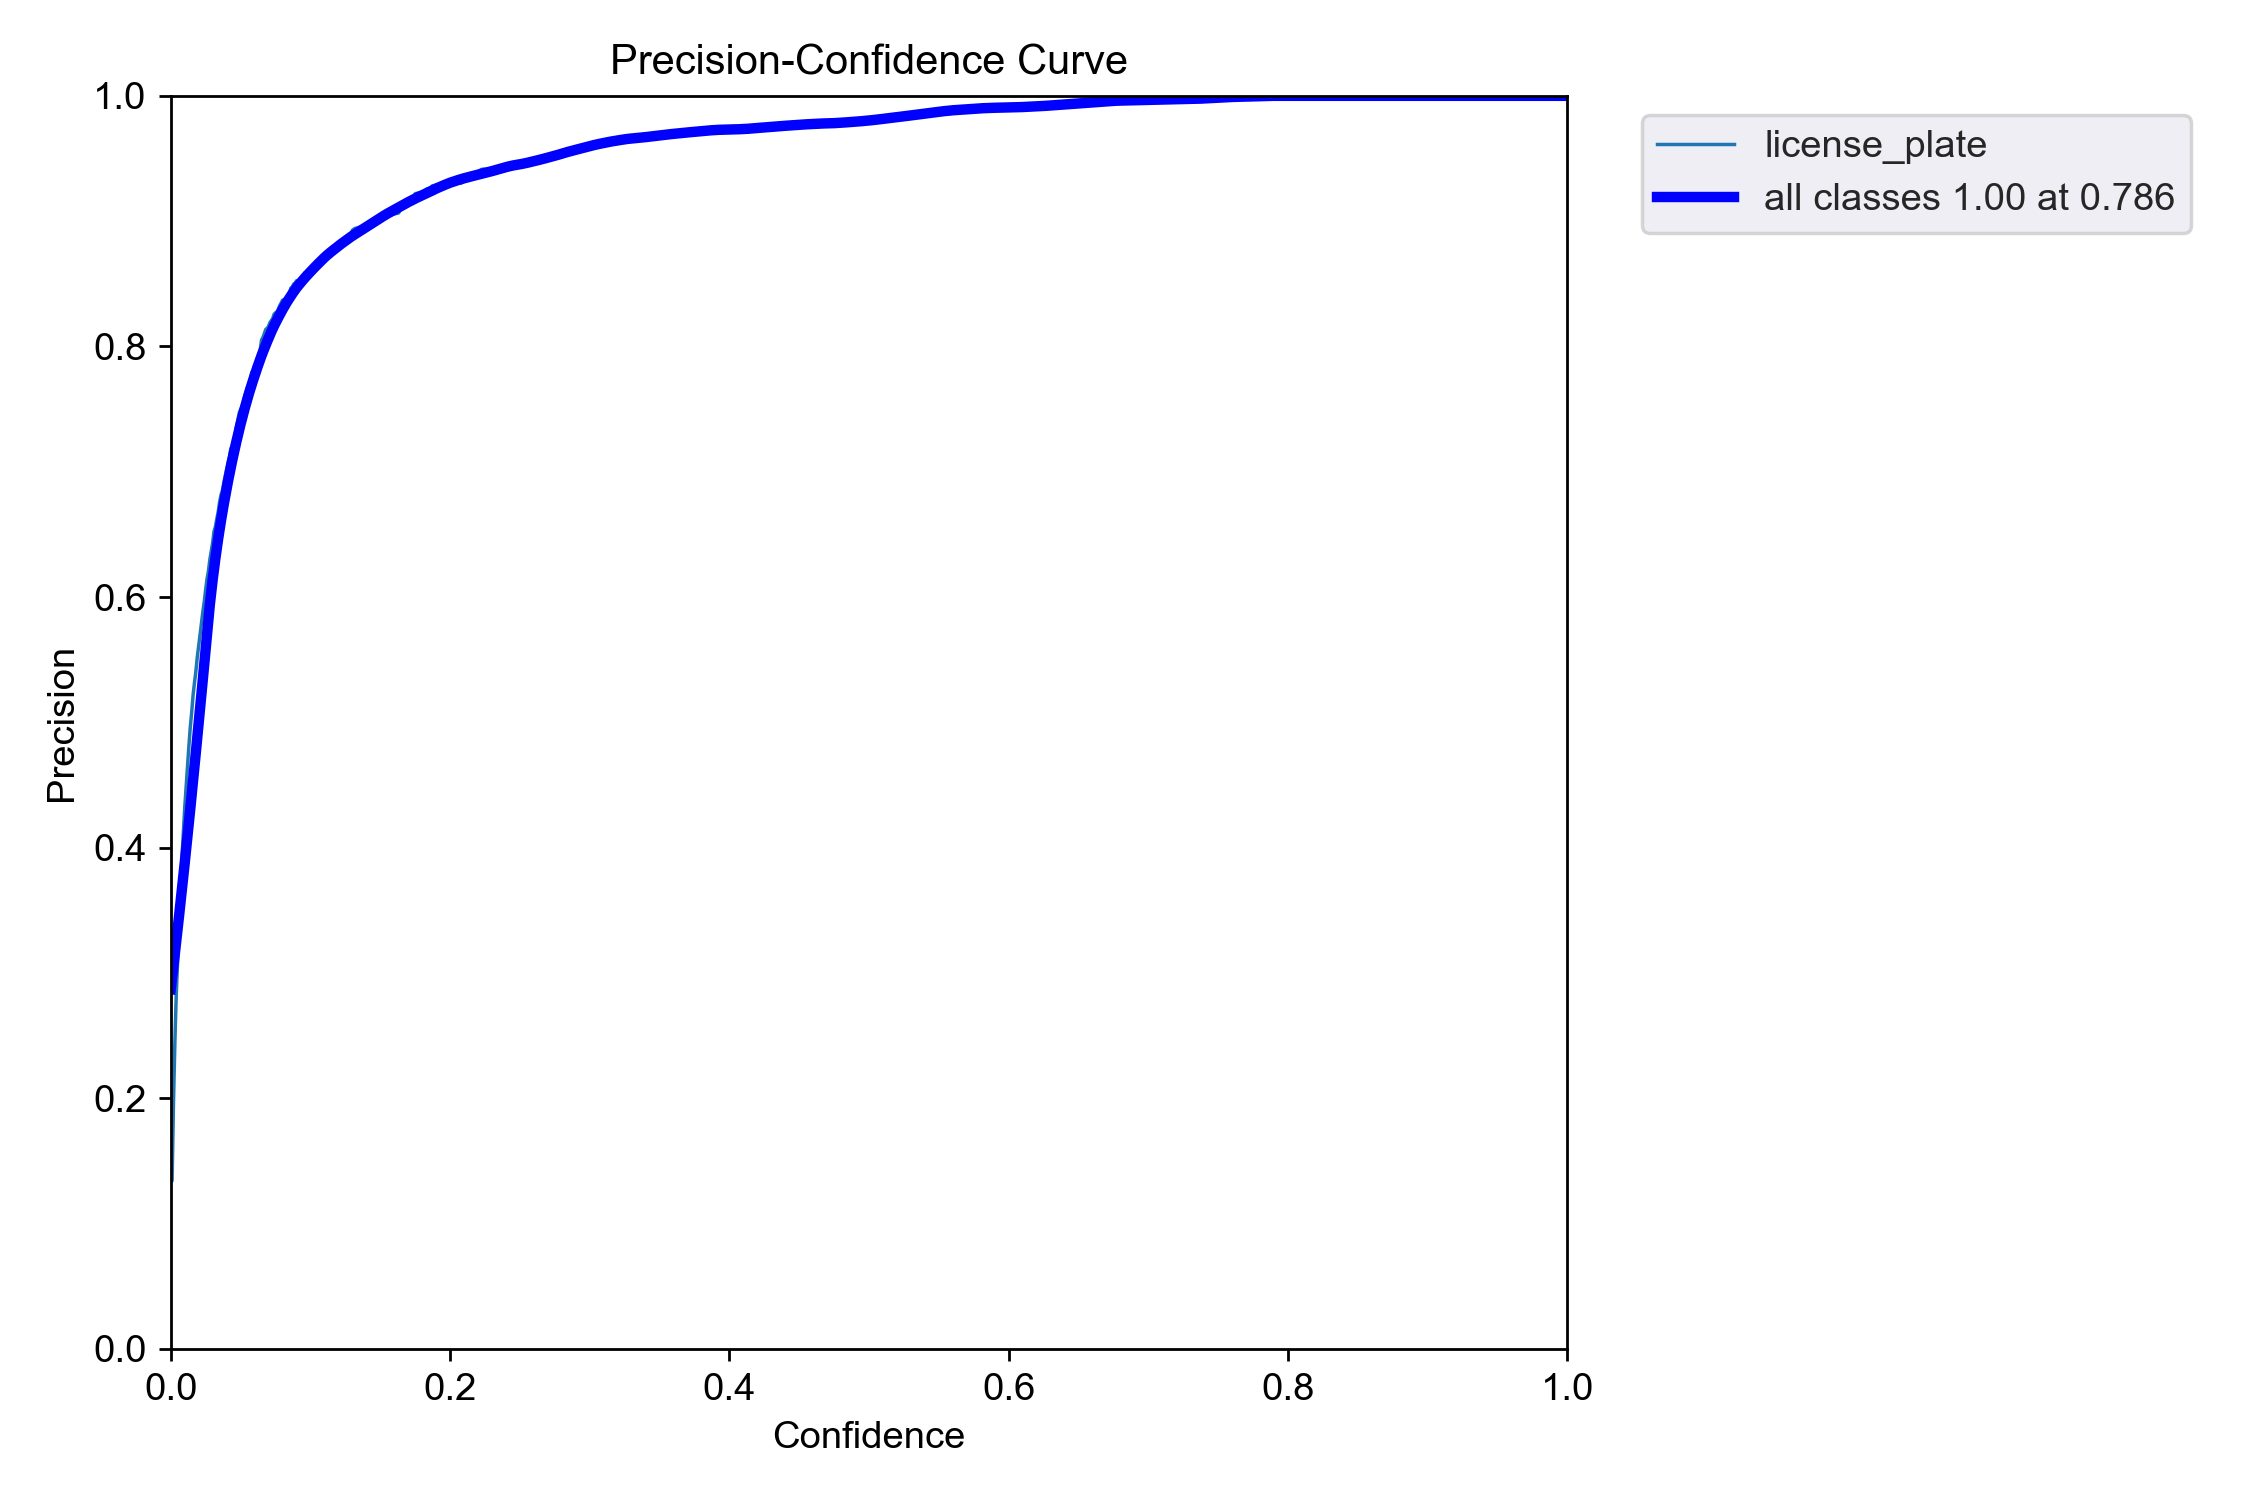 Precision-Confidence Curve
1.0
0.8
0.6
0.4
0.2
0.0
Precision
0.0 0.2 0.4 0.6 0.8 1.0
Confidence
license_plate
all classes 1.00 at 0.786